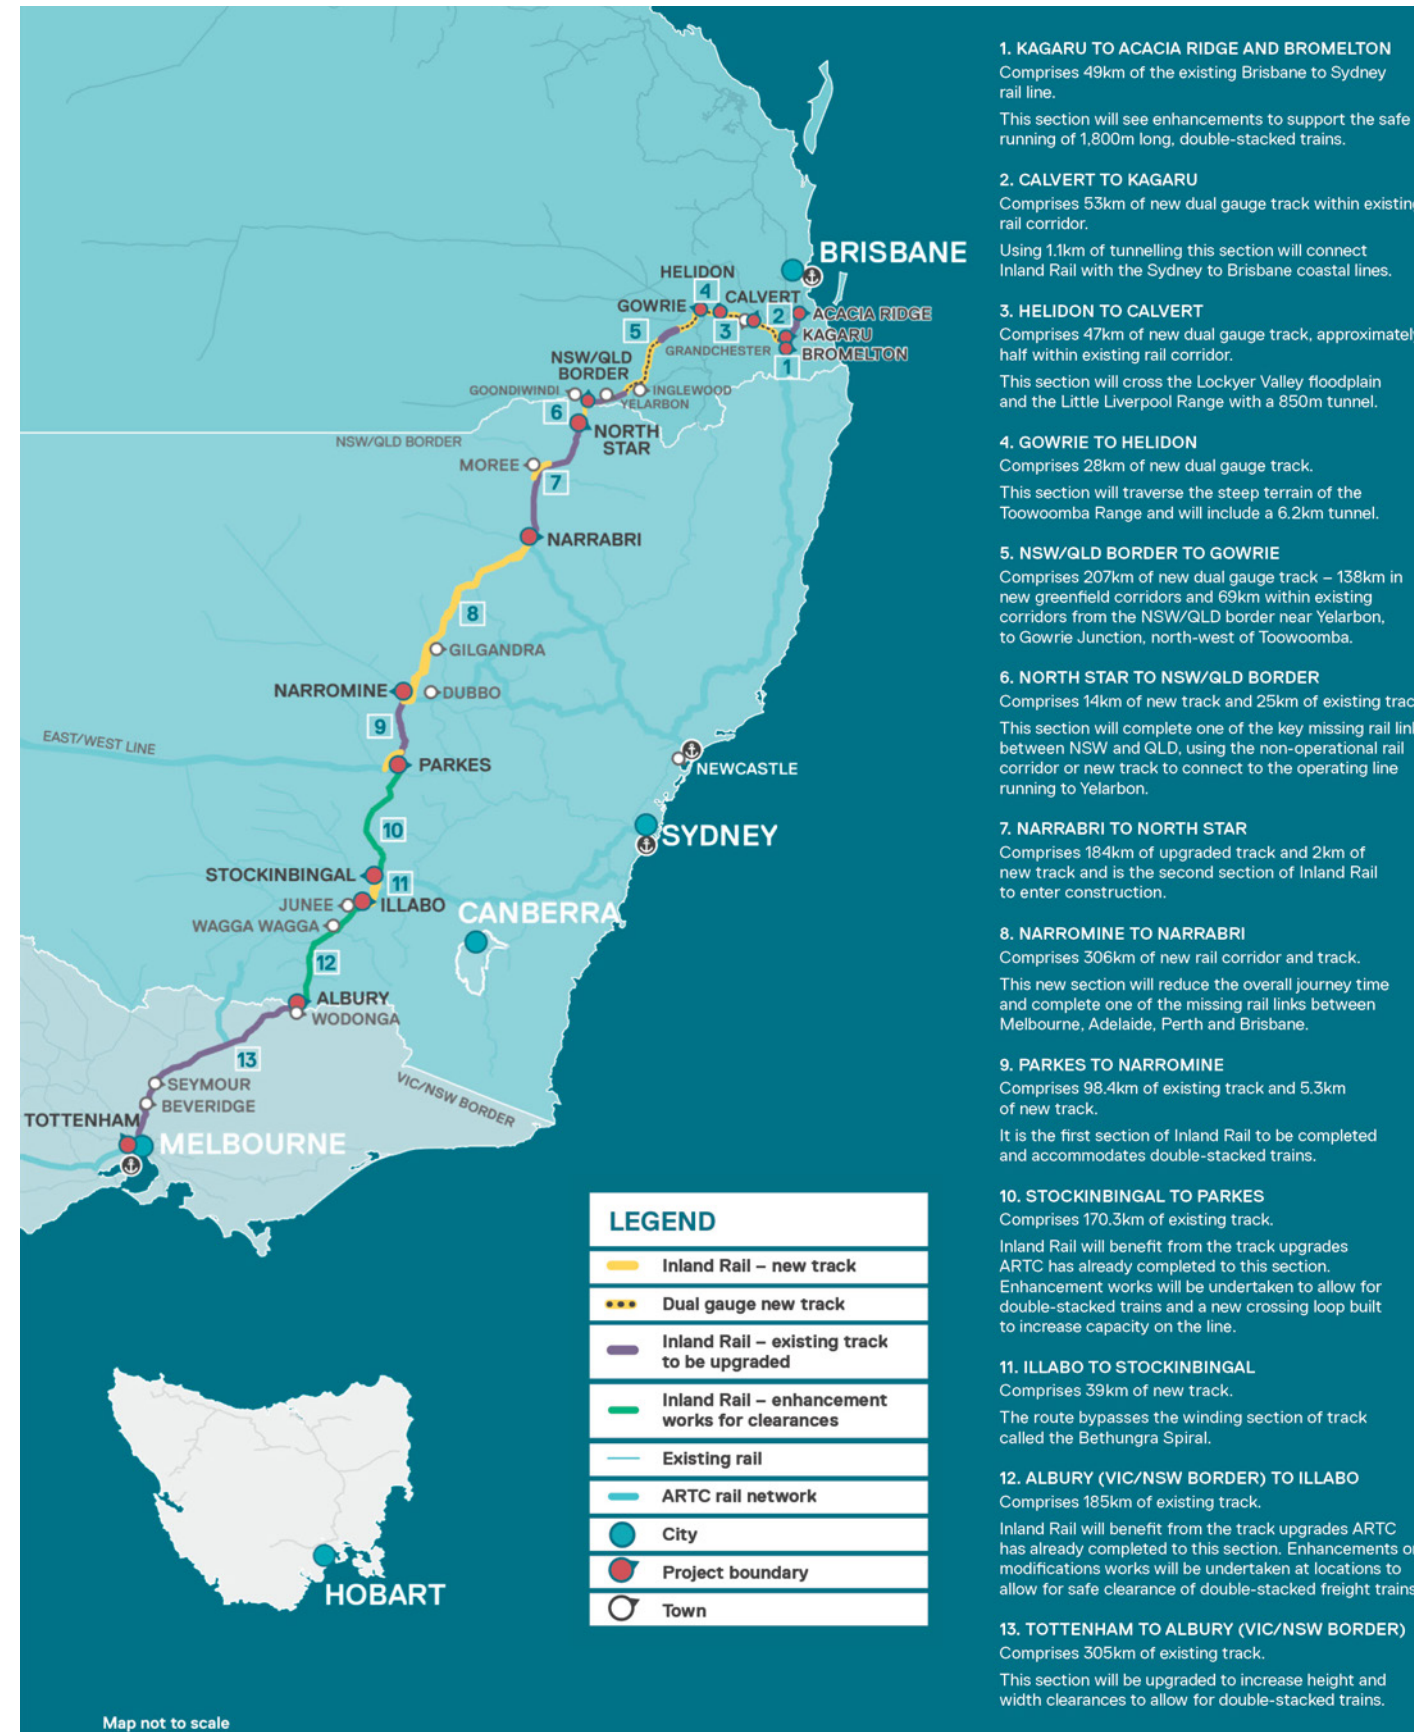 BRISBANE
HELIDON
4
CALVERT
GOWRIE
2
ACACIA RIDGE
5
3
KAGARU
GRANDCHESTER
BROMELTON
NSW/QLD
BORDER
1
GOONDIWINDI
INGLEWOOD
YELARBON
6
NORTH
STAR
NSW/QLD BORDER
MOREE
7
NARRABRI
8
GILGANDRA
NARROMINE
DUBBO
9
EAST/WEST LINE
PARKES
NEWCASTLE
10
SYDNEY
STOCKINBINGAL
11
JUNEE
ILLABO
CANBERRA
WAGGA WAGGA
12
ALBURY
WODONGA
13
SEYMOUR
VIC/NSW BORDER
BEVERIDGE
TOTTENHAM
MELBOURNE
LEGEND
Inland Rail – new track
Dual gauge new track
Inland Rail – existing track
to be upgraded
Inland Rail – enhancement
works for clearances
Existing rail
ARTC rail network
City
Project boundary
Town
HOBART
Map not to scale
1. KAGARU TO ACACIA RIDGE AND BROMELTON
Comprises 49km of the existing Brisbane to Sydney
rail line.
This section will see enhancements to support the safe
running of 1,800m long, double-stacked trains.
2. CALVERT TO KAGARU
Comprises 53km of new dual gauge track within existin
rail corridor.
Using 1.1km of tunnelling this section will connect
Inland Rail with the Sydney to Brisbane coastal lines.
3. HELIDON TO CALVERT
Comprises 47km of new dual gauge track, approximatel
half within existing rail corridor.
This section will cross the Lockyer Valley floodplain
and the Little Liverpool Range with a 850m tunnel.
4. GOWRIE TO HELIDON
Comprises 28km of new dual gauge track.
This section will traverse the steep terrain of the
Toowoomba Range and will include a 6.2km tunnel.
5. NSW/QLD BORDER TO GOWRIE
Comprises 207km of new dual gauge track – 138km in
new greenfield corridors and 69km within existing
corridors from the NSW/QLD border near Yelarbon,
to Gowrie Junction, north-west of Toowoomba.
6. NORTH STAR TO NSW/QLD BORDER
Comprises 14km of new track and 25km of existing trac
This section will complete one of the key missing rail lin
between NSW and QLD, using the non-operational rail
corridor or new track to connect to the operating line
running to Yelarbon.
7. NARRABRI TO NORTH STAR
Comprises 184km of upgraded track and 2km of
new track and is the second section of Inland Rail
to enter construction.
8. NARROMINE TO NARRABRI
Comprises 306km of new rail corridor and track.
This new section will reduce the overall journey time
and complete one of the missing rail links between
Melbourne, Adelaide, Perth and Brisbane.
9. PARKES TO NARROMINE
Comprises 98.4km of existing track and 5.3km
of new track.
It is the first section of Inland Rail to be completed
and accommodates double-stacked trains.
10. STOCKINBINGAL TO PARKES
Comprises 170.3km of existing track.
Inland Rail will benefit from the track upgrades
ARTC has already completed to this section.
Enhancement works will be undertaken to allow for
double-stacked trains and a new crossing loop built
to increase capacity on the line.
11. ILLABO TO STOCKINBINGAL
Comprises 39km of new track.
The route bypasses the winding section of track
called the Bethungra Spiral.
12. ALBURY (VIC/NSW BORDER) TO ILLABO
Comprises 185km of existing track.
Inland Rail will benefit from the track upgrades ARTC
has already completed to this section. Enhancements o
modifications works will be undertaken at locations to
allow for safe clearance of double-stacked freight trains
13. TOTTENHAM TO ALBURY (VIC/NSW BORDER)
Comprises 305km of existing track.
This section will be upgraded to increase height and
width clearances to allow for double-stacked trains.